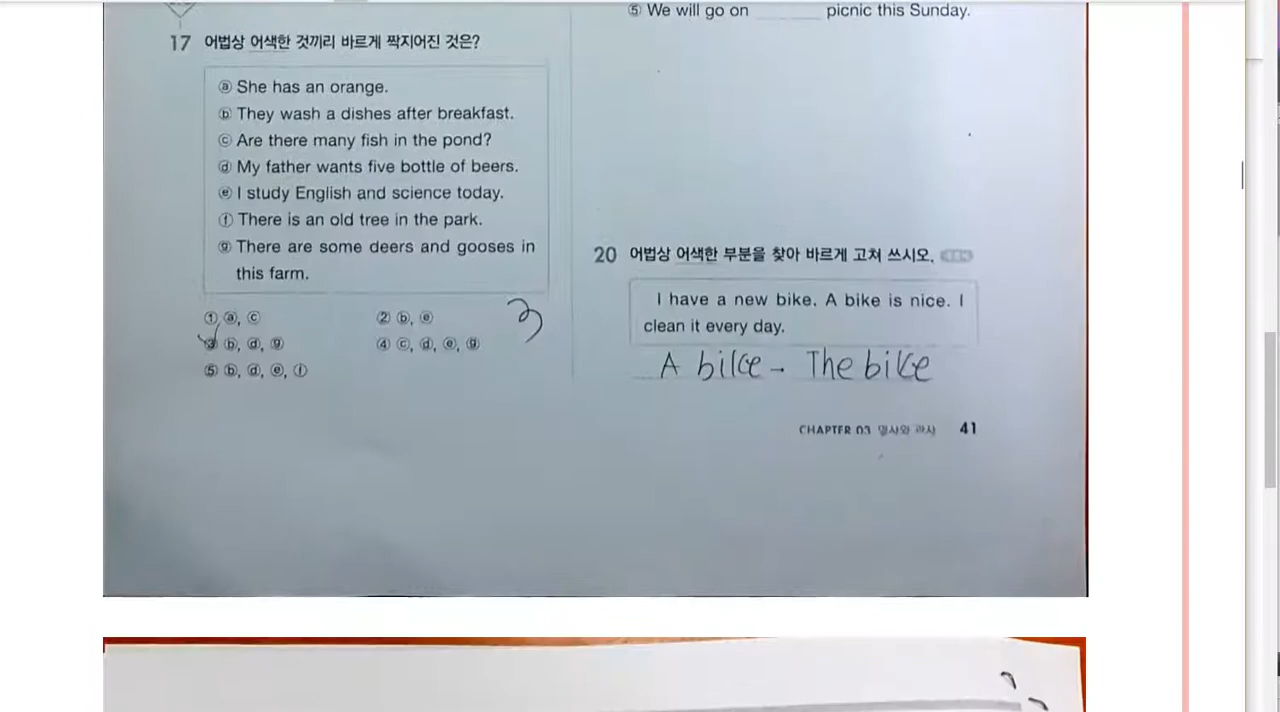 ⑤ We will go on ______ picnic this Sunday.
17 어법상 어색한 것끼리 바르게 짝지어진 것은?
ⓐ She has an orange.
ⓑ They wash a dishes after breakfast.
ⓒ Are there many fish in the pond?
ⓓ My father wants five bottle of beers.
ⓔ I study English and science today.
ⓕ There is an old tree in the park.
ⓖ There are some deers and gooses in
this farm.
① ⓐ, ⓒ
② ⓑ, ⓔ
③ ⓑ, ⓓ, ⓖ
④ ⓒ, ⓓ, ⓔ, ⓖ
⑤ ⓑ, ⓓ, ⓔ, ⓕ
3
20 어법상 어색한 부분을 찾아 바르게 고쳐 쓰시오.
I have a new bike. A bike is nice. I
clean it every day.
A bike → The bike
CHAPTER 03 명사와 관사 41